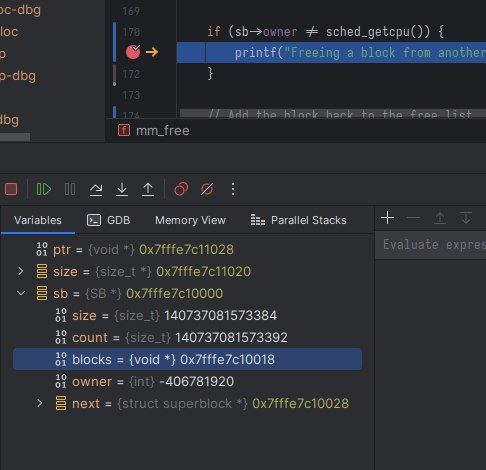 oc-dbg
loc
p
p-dbg
dbg
169
170 if (sb->owner != sched_getcpu()) {
printf("Freeing a block from another
172 }
173
174 // Add the block back to the free list
f mm_free
Variables GDB Memory View Parallel Stacks
Evaluate expres
ptr = {void *} 0x7fffe7c11028
size = {size_t *} 0x7fffe7c11020
sb = {SB *} 0x7fffe7c10000
size = {size_t} 140737081573384
count = {size_t} 140737081573392
blocks = {void *} 0x7fffe7c10018
owner = {int} -406781920
next = {struct superblock *} 0x7fffe7c10028